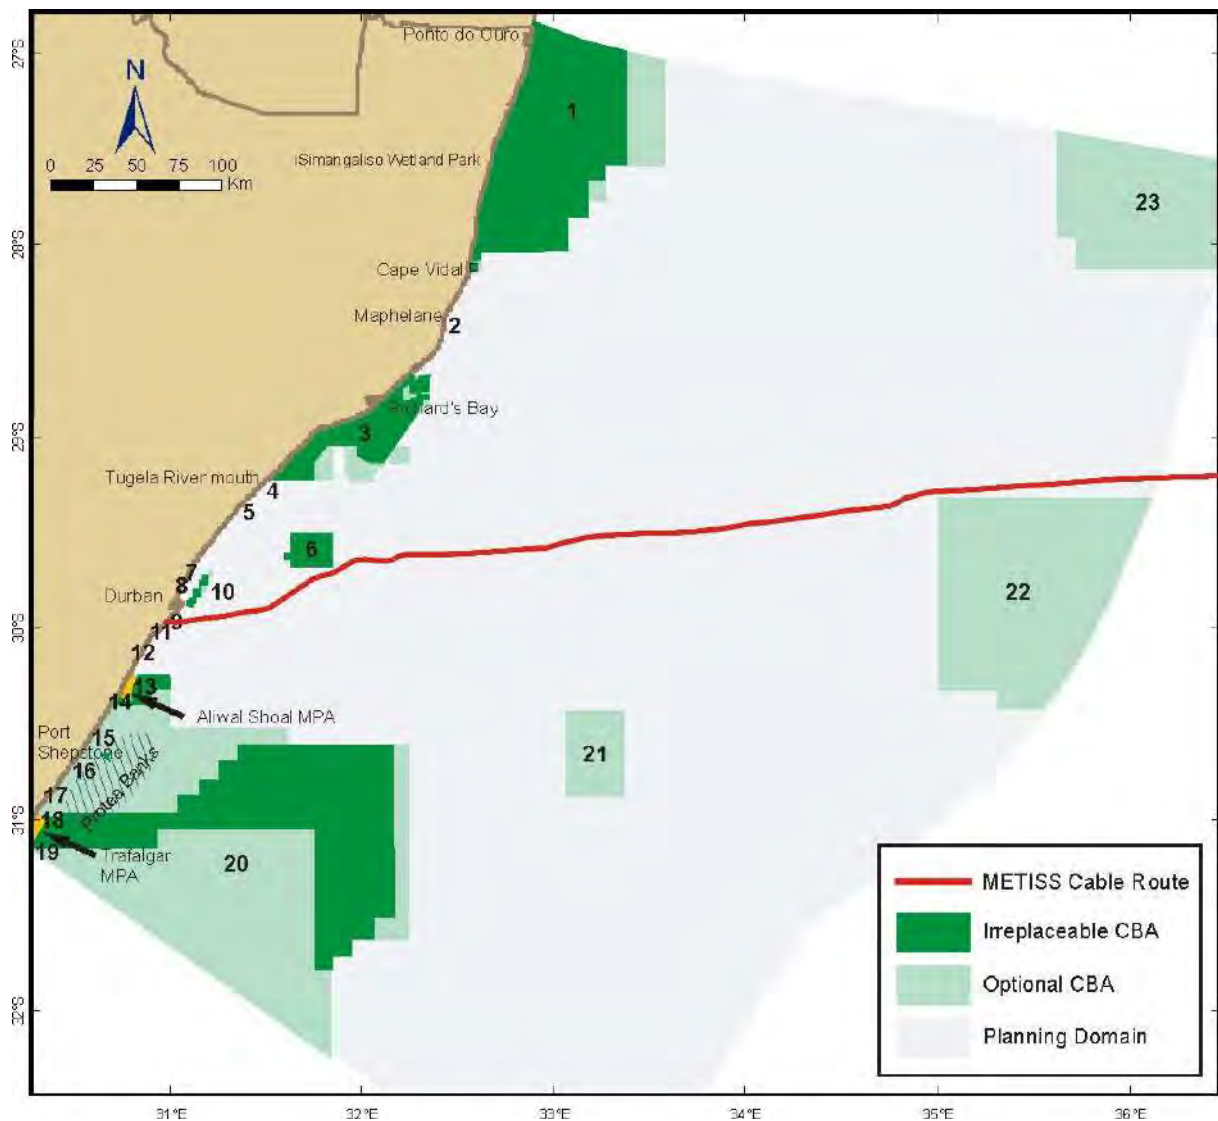 27°S
28°S
29°S
30°S
31°S
32°S
N
0 25 50 75 100
Km
Ponto do Ouro
1
iSimangaliso Wetland Park
23
Cape Vidal
Maphelane
2
Richard's Bay
3
Tugela River mouth
4
5
6
7
8
10
Durban
9
22
11
12
13
14
Aliwal Shoal MPA
15
Port
Shepstone
16
Protea Banks
21
17
18
19
Trafalgar
MPA
20
METISS Cable Route
Irreplaceable CBA
Optional CBA
Planning Domain
31°E
32°E
33°E
34°E
35°E
36°E